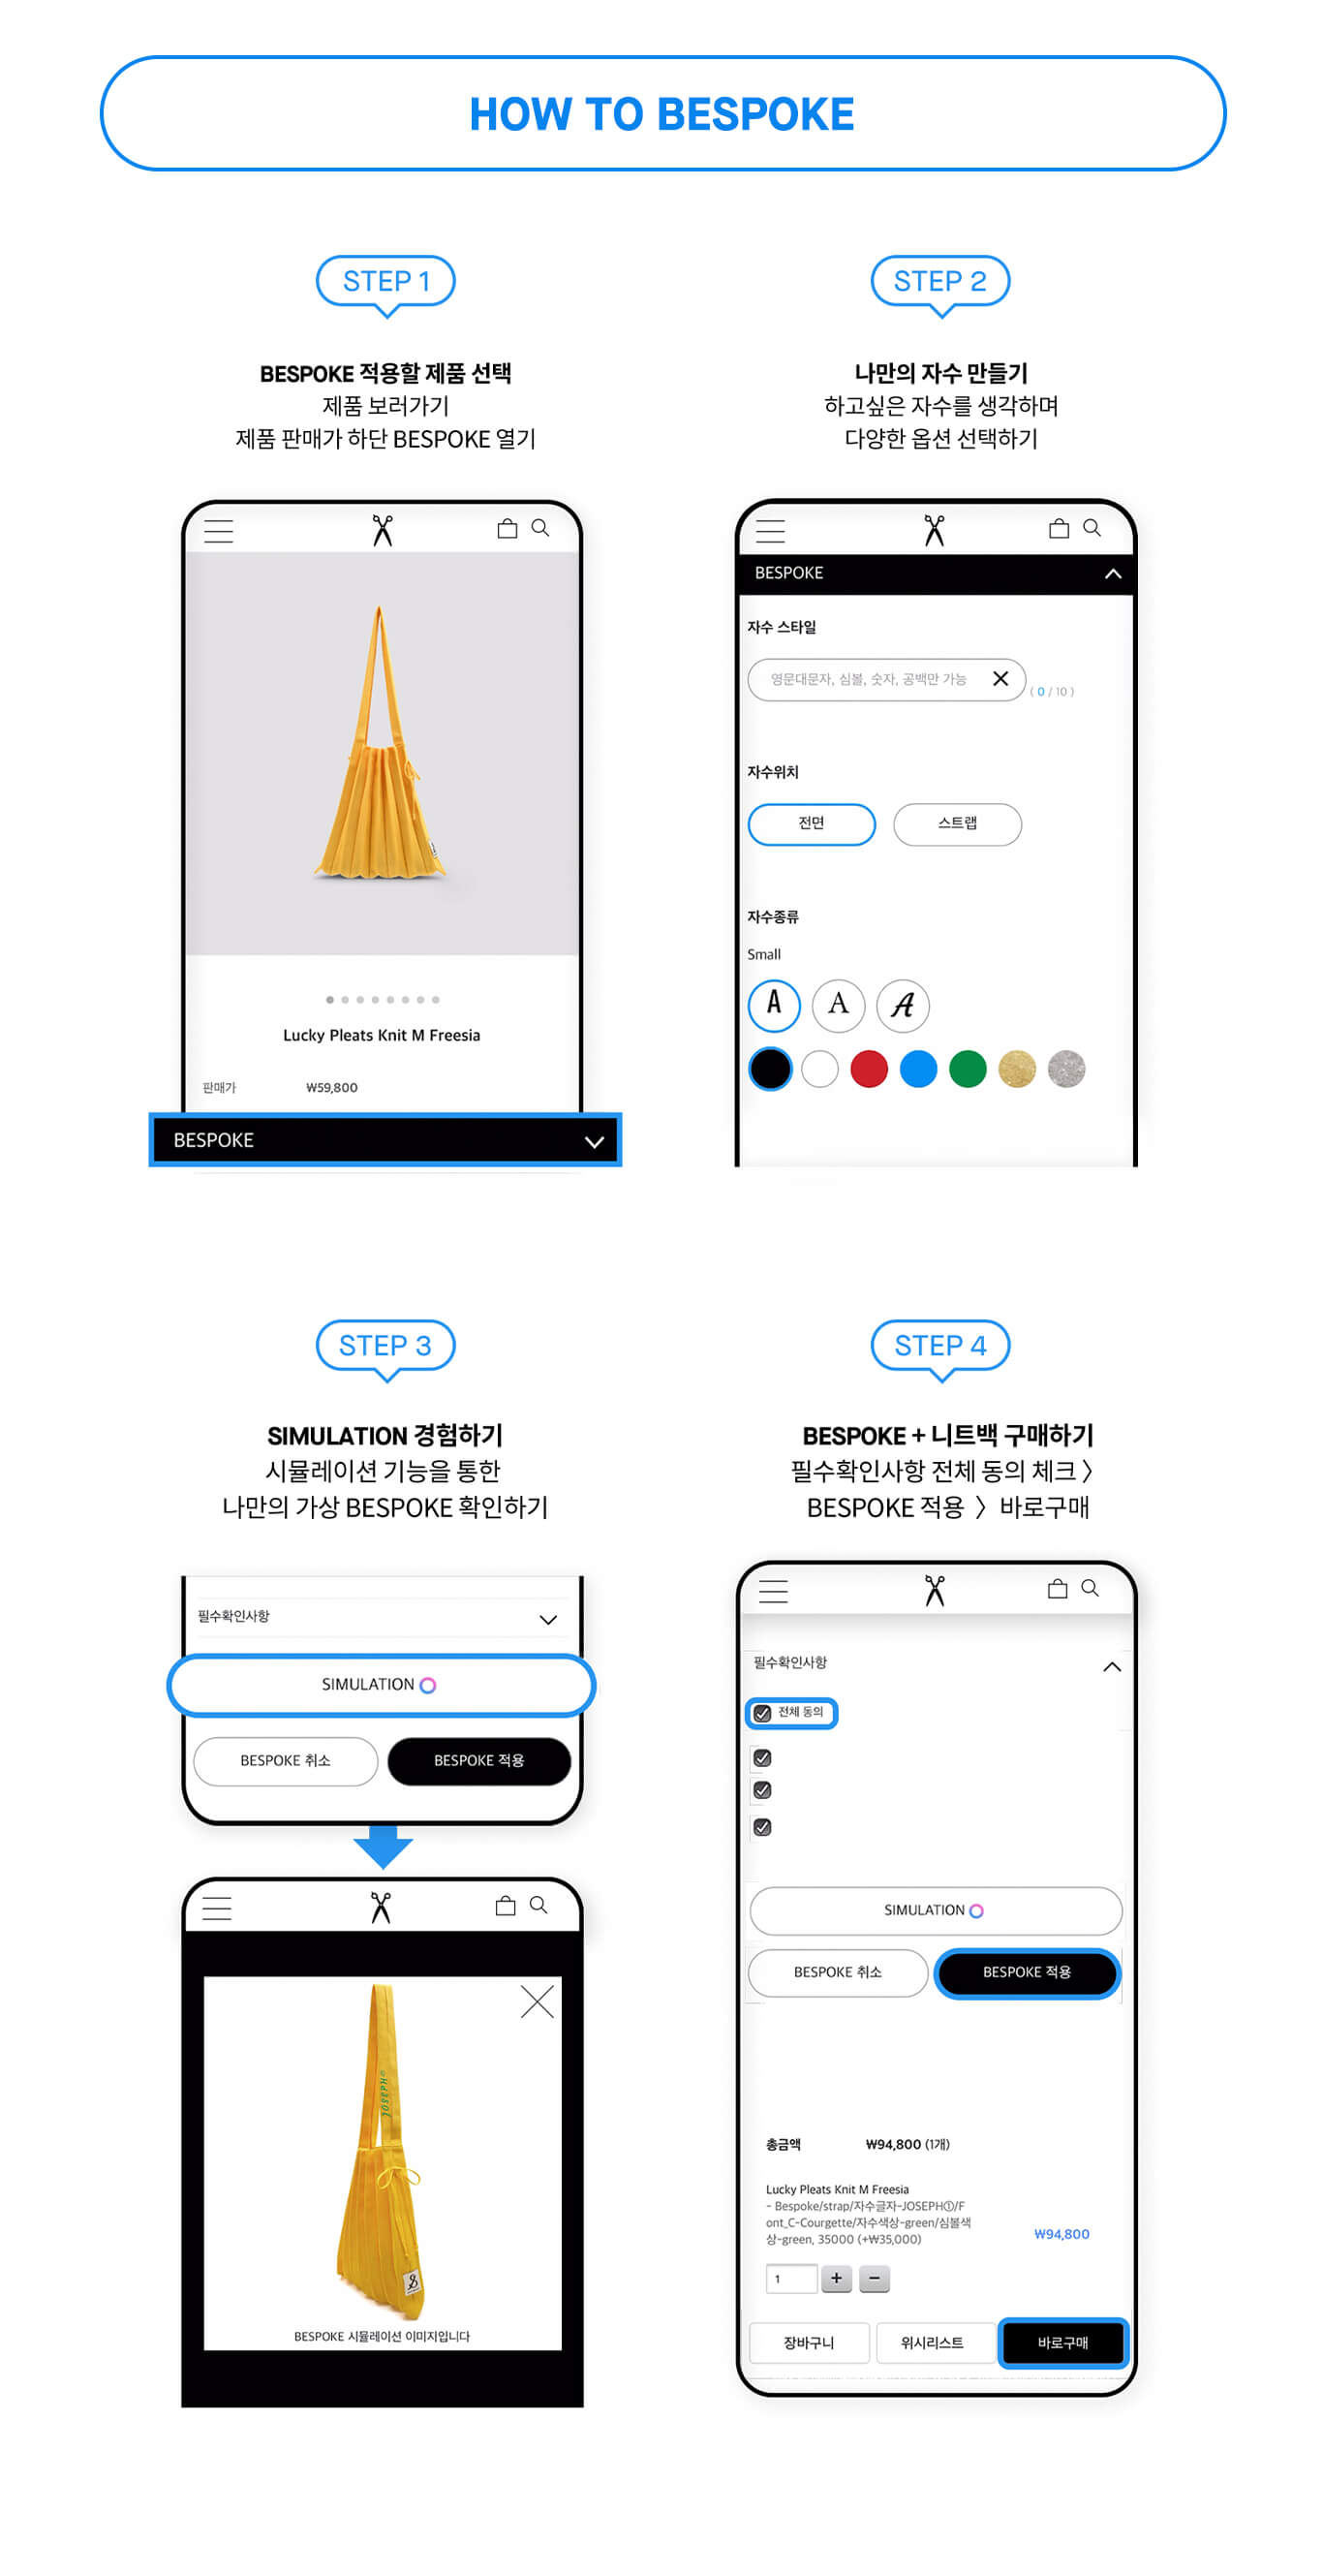 HOW TO BESPOKE
STEP 1
BESPOKE 적용할 제품 선택
제품 보러가기
제품 판매가 하단 BESPOKE 열기
Lucky Pleats Knit M Freesia
판매가 ₩59,800
BESPOKE
STEP 2
나만의 자수 만들기
하고싶은 자수를 생각하며
다양한 옵션 선택하기
BESPOKE
자수 스타일
영문대문자, 심볼, 숫자, 공백만 가능
( 0 / 10 )
자수위치
전면 스트랩
자수종류
Small
A A A
STEP 3
SIMULATION 경험하기
시뮬레이션 기능을 통한
나만의 가상 BESPOKE 확인하기
필수확인사항
SIMULATION
BESPOKE 취소 BESPOKE 적용
JOSEPH
BESPOKE 시뮬레이션 이미지입니다
STEP 4
BESPOKE + 니트백 구매하기
필수확인사항 전체 동의 체크 〉
BESPOKE 적용 〉 바로구매
필수확인사항
전체 동의
SIMULATION
BESPOKE 취소 BESPOKE 적용
총금액 ₩94,800 (1개)
Lucky Pleats Knit M Freesia
- Bespoke/strap/자수글자-JOSEPH①/F
ont_C-Courgette/자수색상-green/심볼색
상-green, 35000 (+₩35,000)
₩94,800
1 + −
장바구니 위시리스트 바로구매